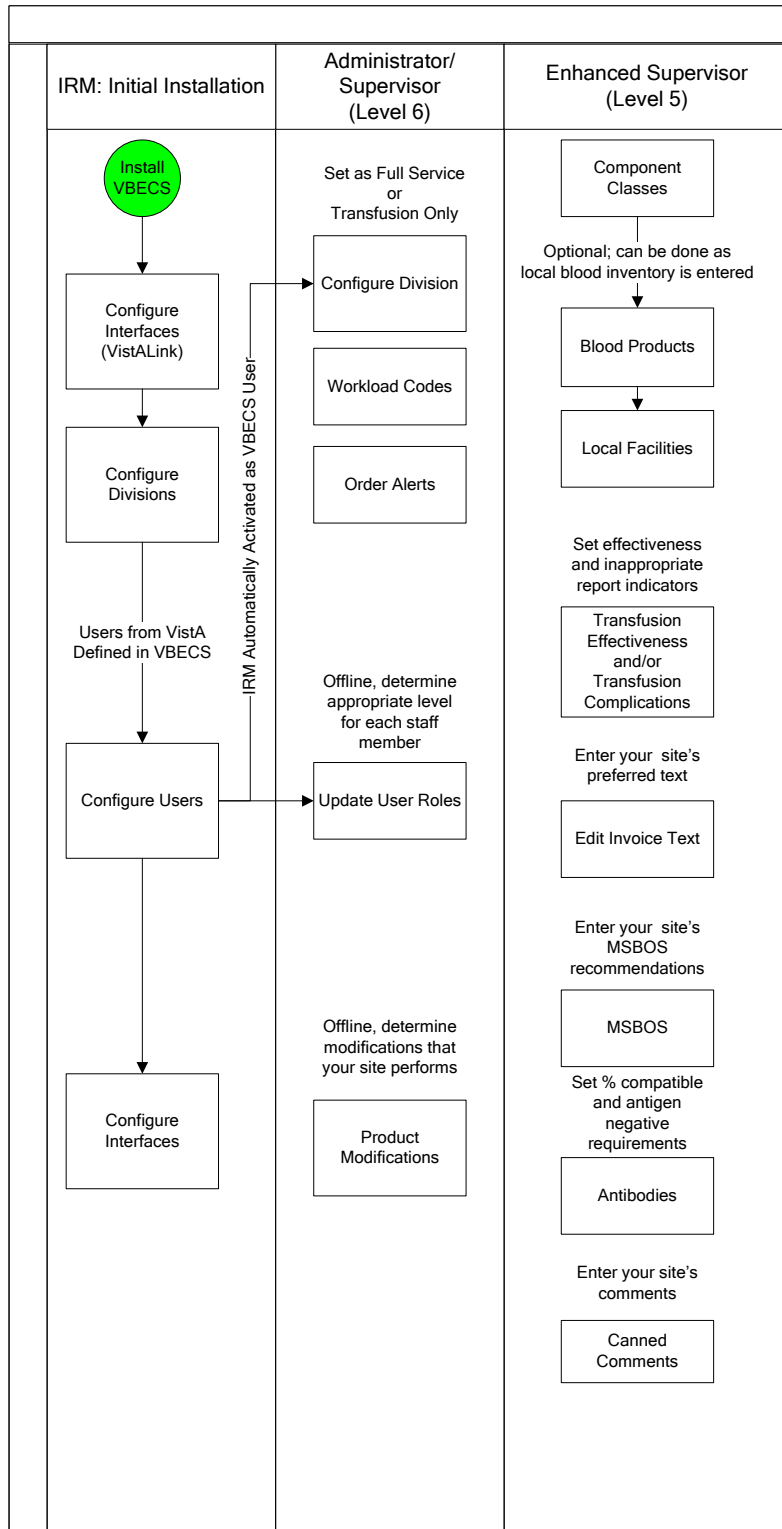 IRM: Initial Installation
Install
VBECS
Configure
Interfaces
(VistALink)
Configure
Divisions
Users from VistA
Defined in VBECS
Configure Users
Configure
Interfaces
IRM Automatically Activated as VBECS User
Administrator/
Supervisor
(Level 6)
Set as Full Service
or
Transfusion Only
Configure Division
Workload Codes
Order Alerts
Offline, determine
appropriate level
for each staff
member
Update User Roles
Offline, determine
modifications that
your site performs
Product
Modifications
Enhanced Supervisor
(Level 5)
Component
Classes
Optional; can be done as
local blood inventory is entered
Blood Products
Local Facilities
Set effectiveness
and inappropriate
report indicators
Transfusion
Effectiveness
and/or
Transfusion
Complications
Enter your site's
preferred text
Edit Invoice Text
Enter your site's
MSBOS
recommendations
MSBOS
Set % compatible
and antigen
negative
requirements
Antibodies
Enter your site's
comments
Canned
Comments